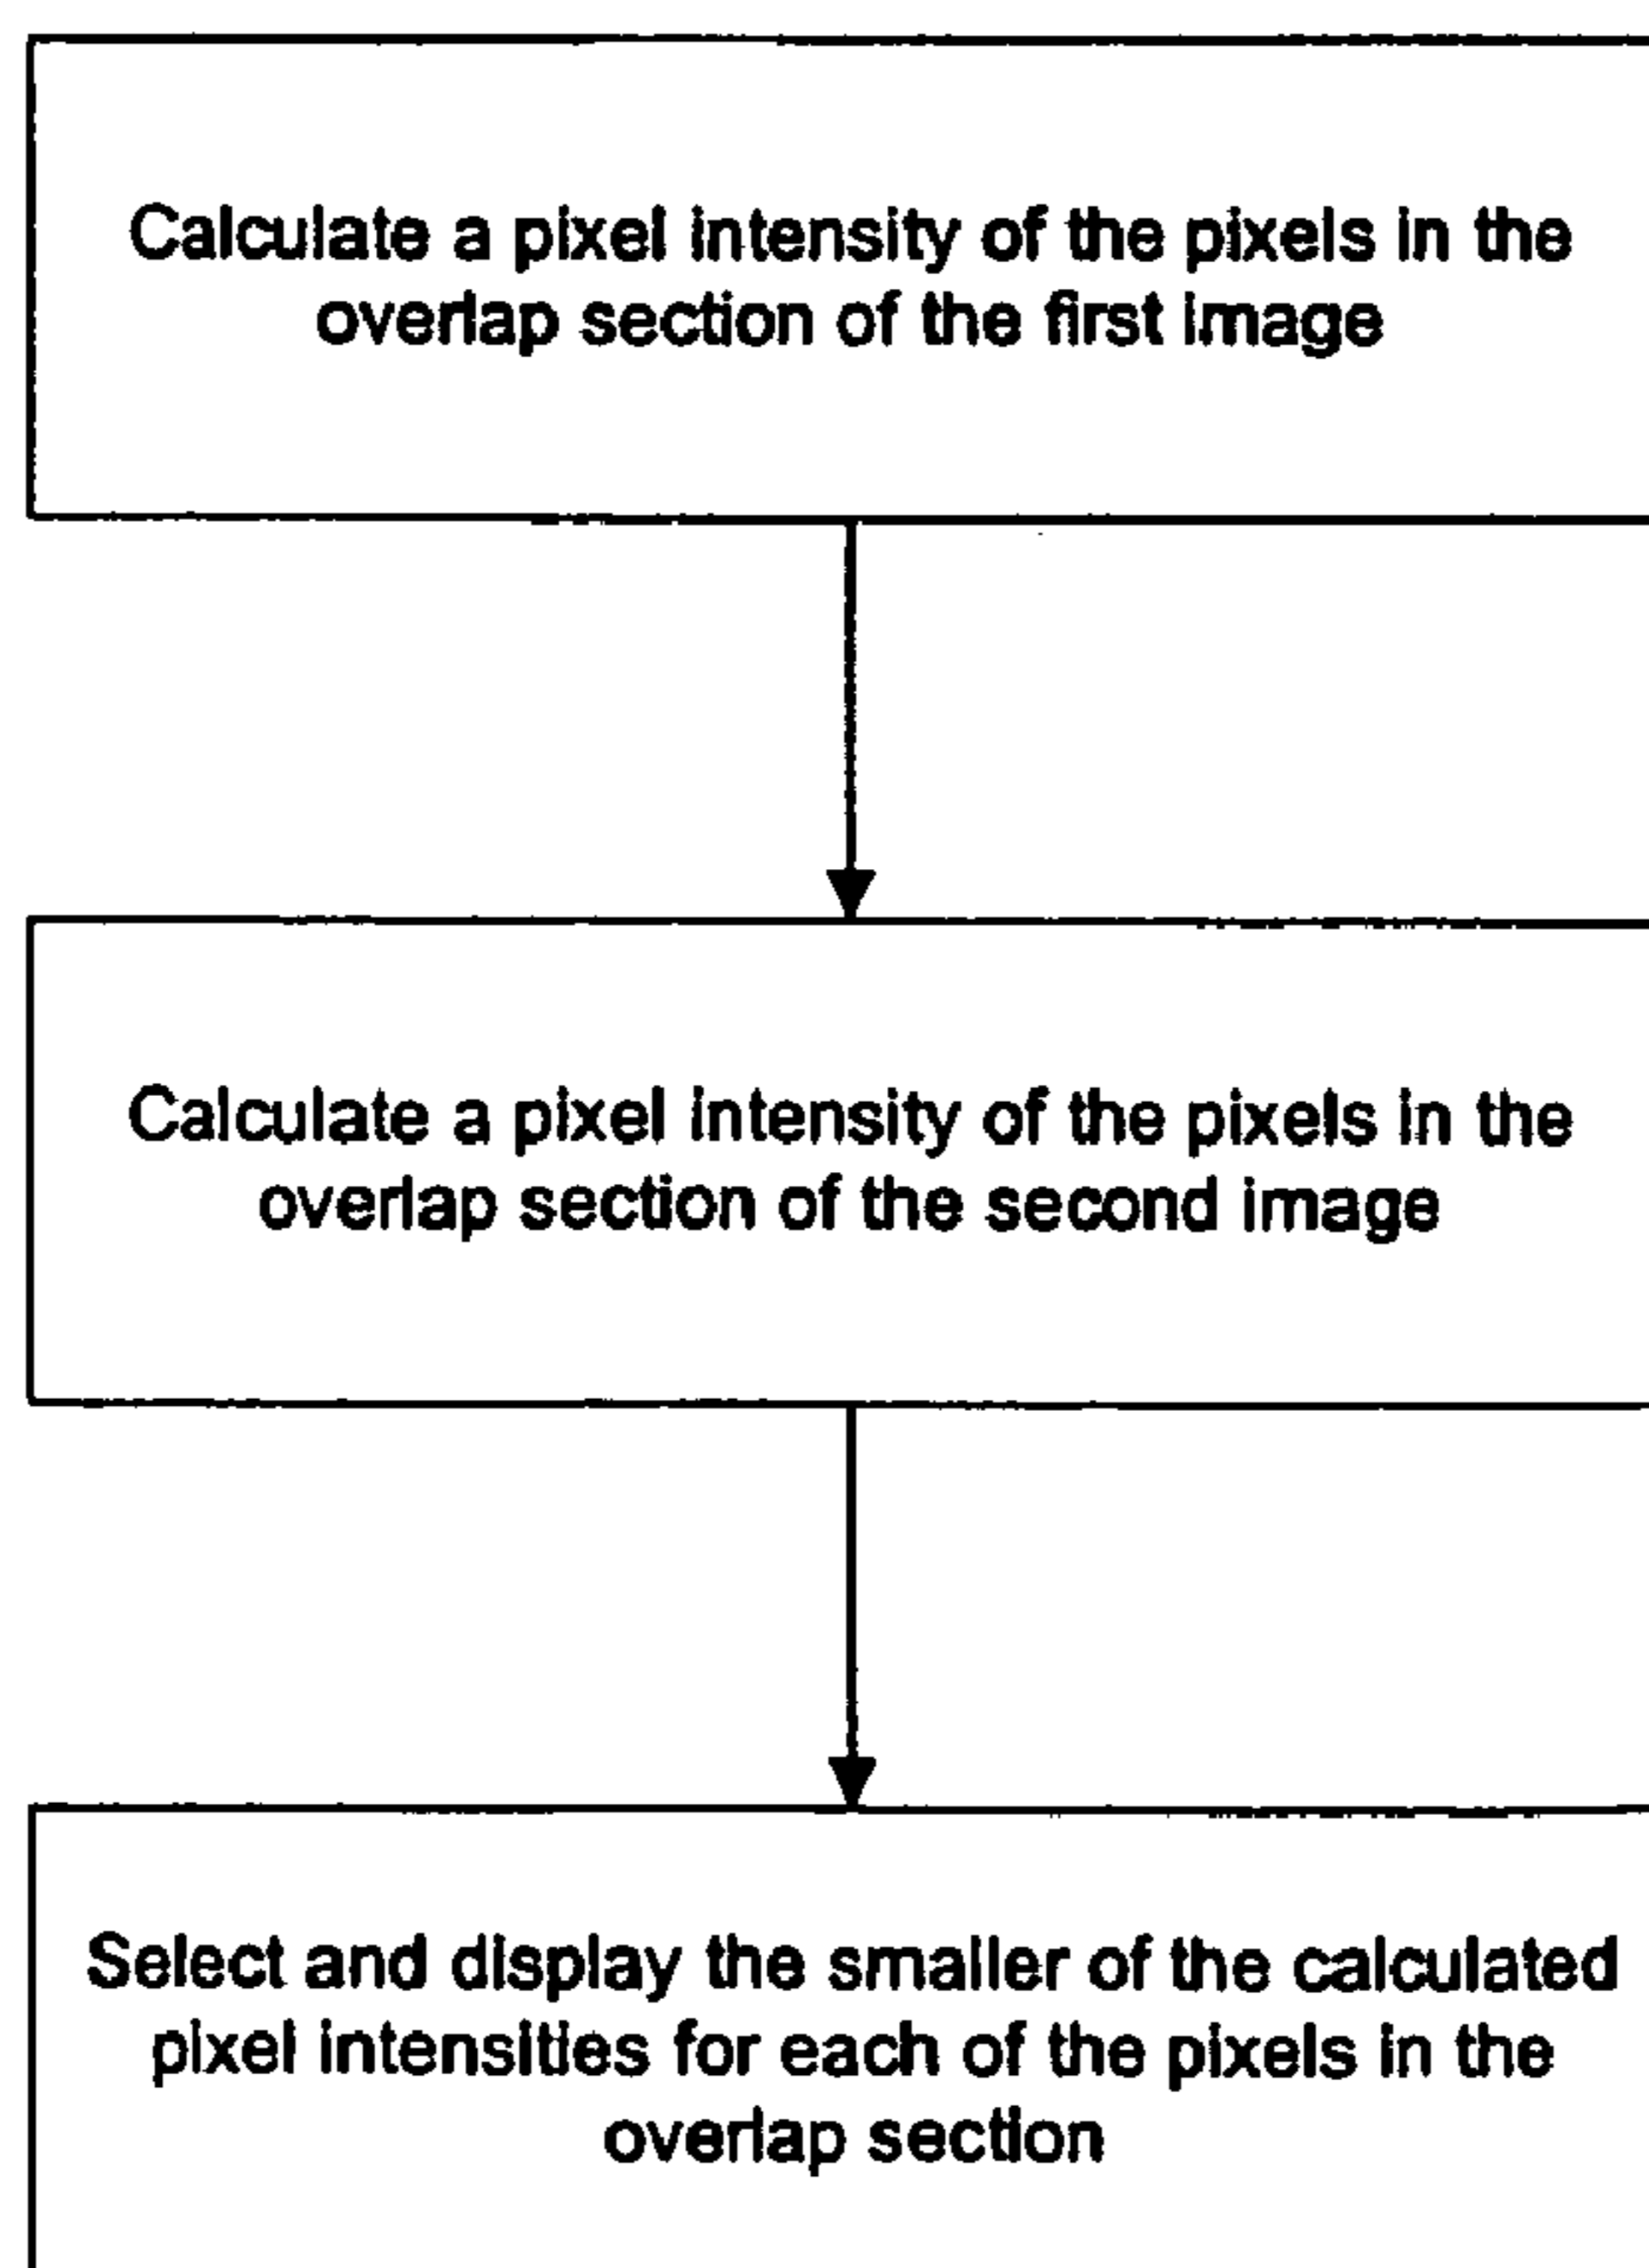 Calculate a pixel intensity of the pixels in the
overlap section of the first image
Calculate a pixel intensity of the pixels in the
overlap section of the second image
Select and display the smaller of the calculated
pixel intensities for each of the pixels in the
overlap section